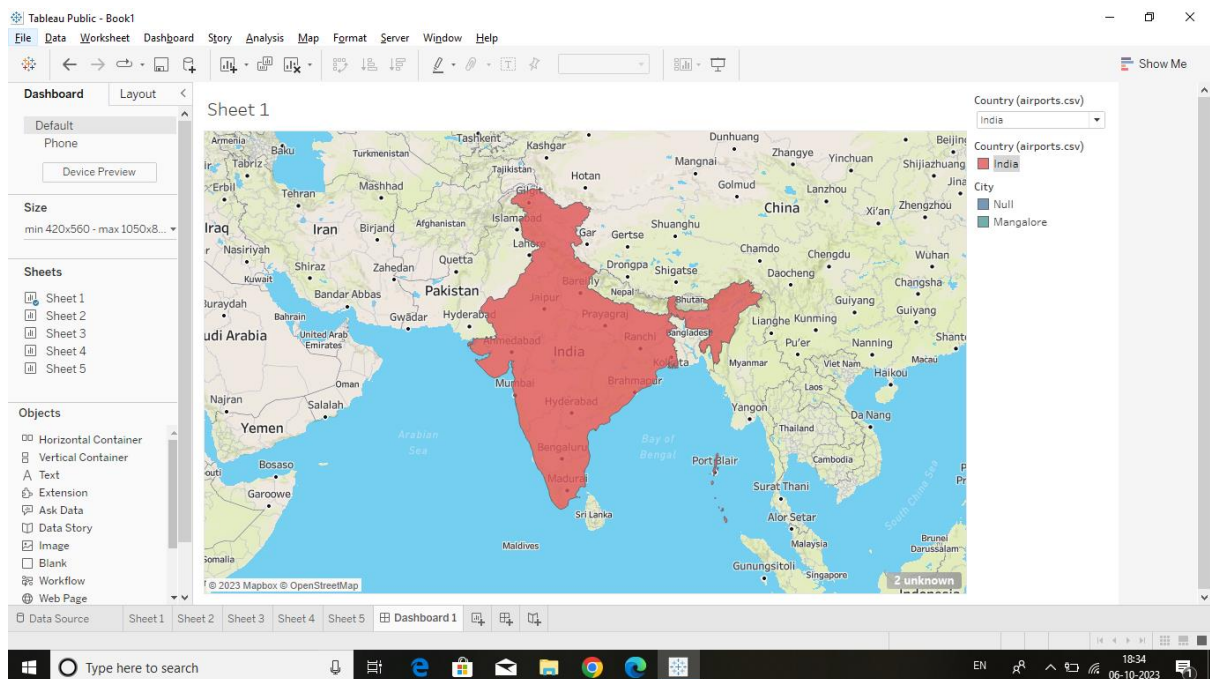 Tableau Public - Book1
File Data Worksheet Dashboard Story Analysis Map Format Server Window Help
Show Me
Dashboard Layout
Default
Phone
Device Preview
Size
min 420x560 - max 1050x8...
Sheets
Sheet 1
Sheet 2
Sheet 3
Sheet 4
Sheet 5
Objects
Horizontal Container
Vertical Container
Text
Extension
Ask Data
Data Story
Image
Blank
Workflow
Web Page
Sheet 1
Armenia Baku Turkmenistan Tashkent Kashgar Dunhuang Beijing
Tabriz Tajikistan Hotan Mangnai Zhangye Yinchuan Shijiazhuang
Erbil Tehran Mashhad Gilgit Golmud Lanzhou Jina
Iraq Iran Birjand Afghanistan Islamabad Gar Gertse Shuanghu China Xi'an Zhengzhou
Nasiriyah Shiraz Zahedan Quetta Lahore Drongpa Shigatse Chamdo Chengdu Wuhan
Kuwait Bandar Abbas Pakistan Bareilly Nepal Daocheng Changsha
Buraydah Bahrain Gwādar Hyderabad Jaipur Prayagraj Bhutan Lianghe Kunming Guiyang Guiyang
udi Arabia United Arab Emirates Ahmedabad India Ranchi Bangladesh Pu'er Nanning Shant
Oman Mumbai Kolkata Brahmapur Myanmar Viet Nam Macau Haikou
Najran Salalah Hyderabad Laos
Yemen Arabian Sea Bay of Bengal Yangon Thailand Da Nang
Bosaso Bengaluru Port Blair Cambodia
outi Garoowe Madurai Surat Thani South China Sea
Sri Lanka Alor Setar
Maldives Malaysia Brunei Darussalam
Somalia Gunungsitoli Singapore Indonesia
© 2023 Mapbox © OpenStreetMap
2 unknown
Country (airports.csv)
India
Country (airports.csv)
India
City
Null
Mangalore
Data Source Sheet 1 Sheet 2 Sheet 3 Sheet 4 Sheet 5 Dashboard 1
Type here to search
EN
18:34
06-10-2023